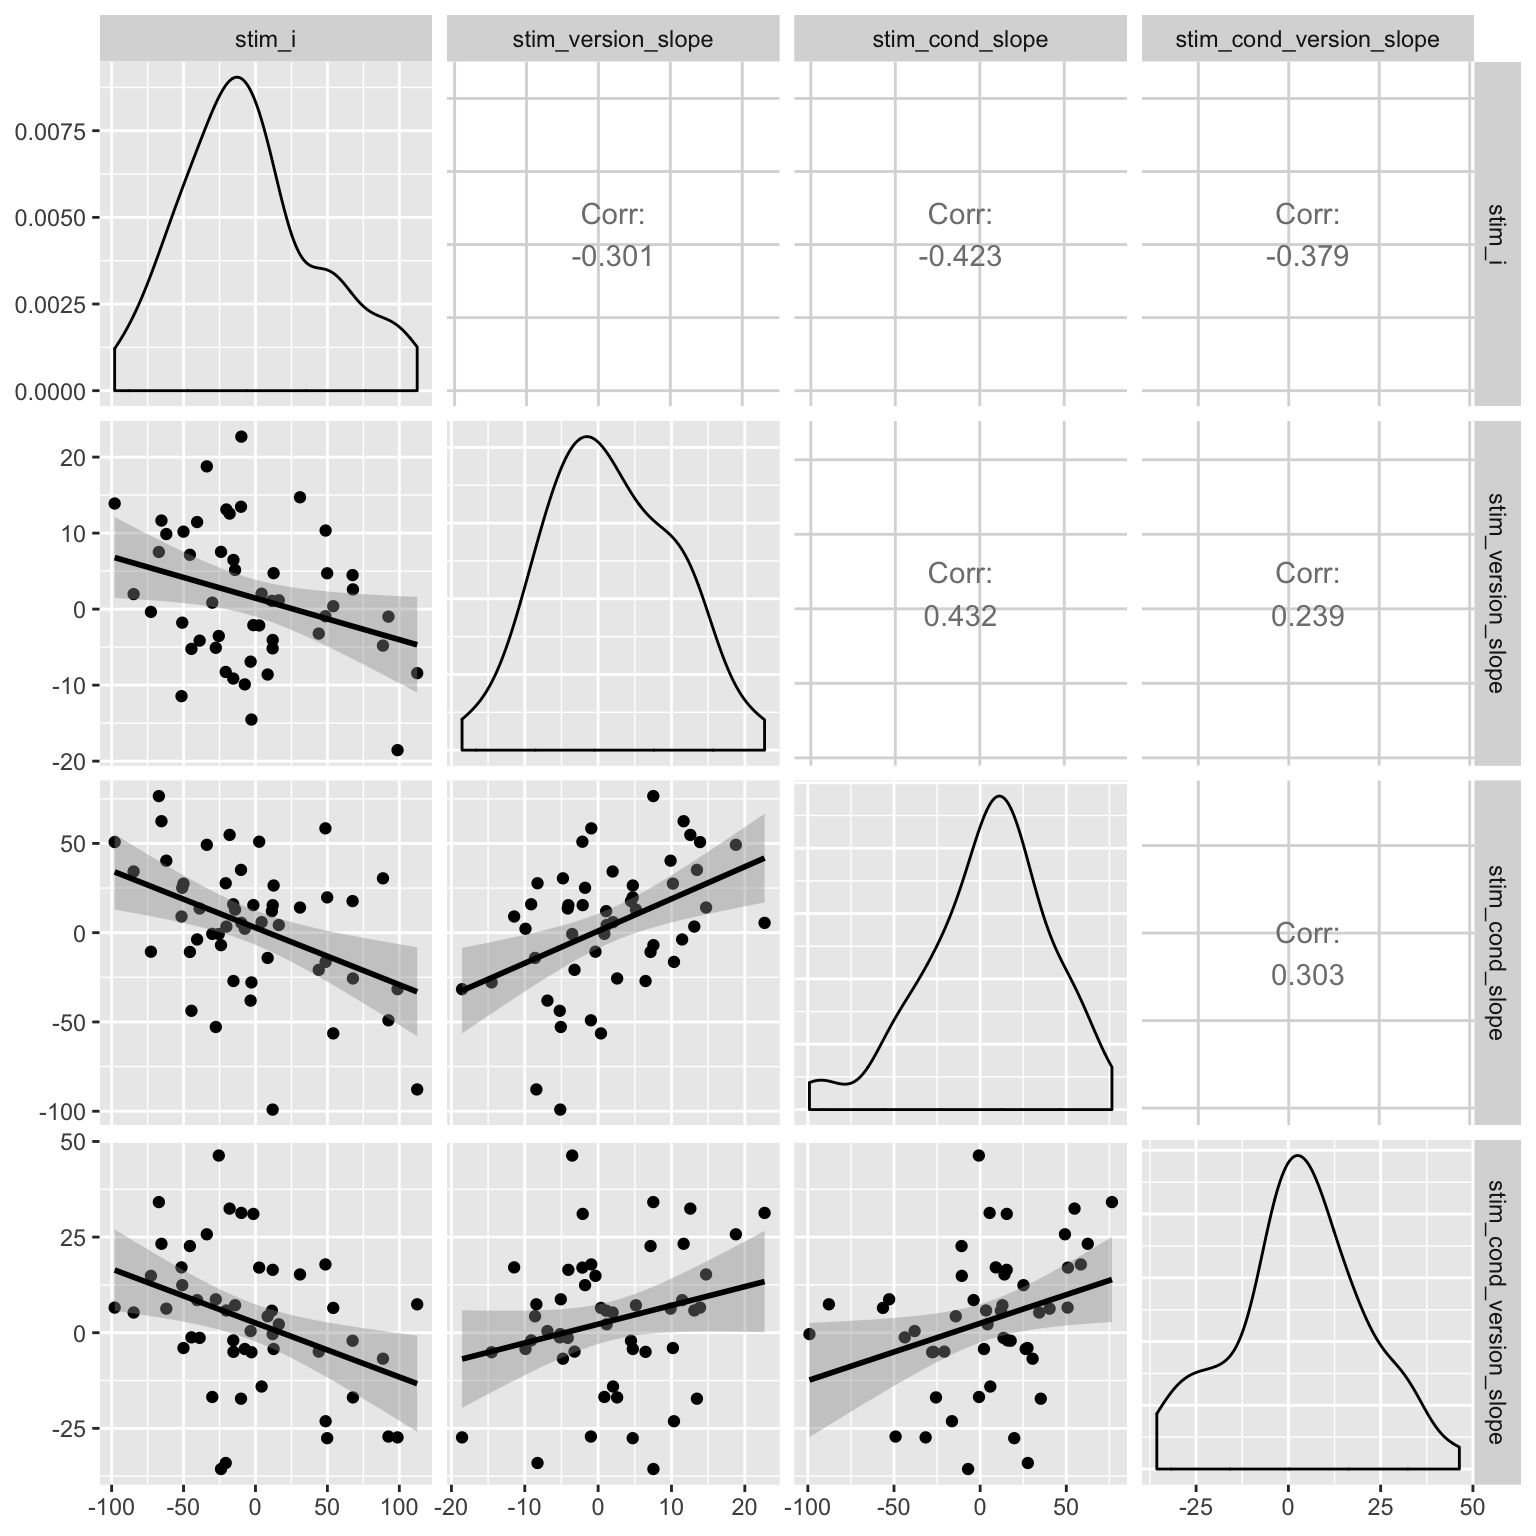 stim_i
stim_version_slope
stim_cond_slope
stim_cond_version_slope
0.0075
0.0050
0.0025
0.0000
Corr:
-0.301
Corr:
-0.423
Corr:
-0.379
stim_i
20
10
0
-10
-20
Corr:
0.432
Corr:
0.239
stim_version_slope
50
0
-50
-100
Corr:
0.303
stim_cond_slope
50
25
0
-25
stim_cond_version_slope
-100 -50 0 50 100
-20 -10 0 10 20
-100 -50 0 50
-25 0 25 50